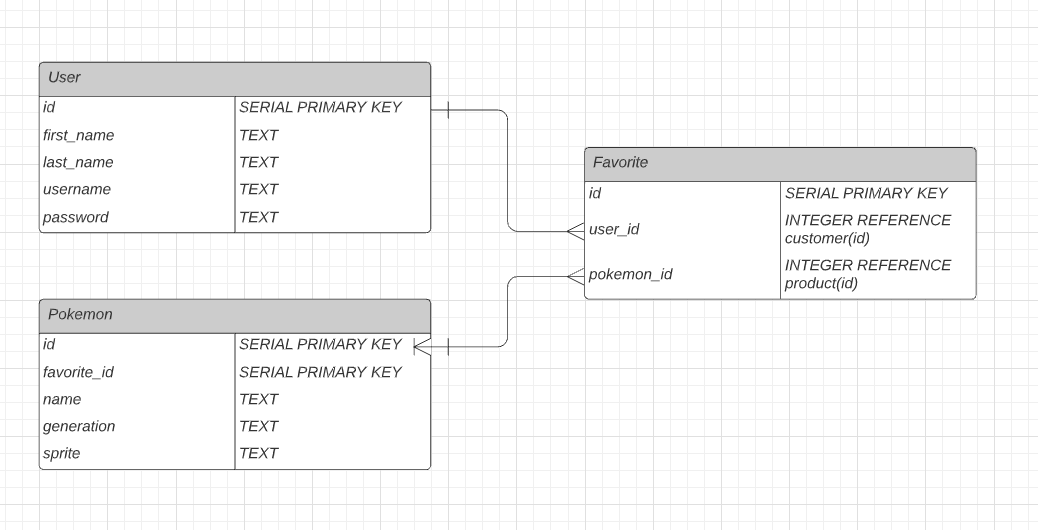 User
id SERIAL PRIMARY KEY
first_name TEXT
last_name TEXT
username TEXT
password TEXT
Favorite
id SERIAL PRIMARY KEY
user_id INTEGER REFERENCE
customer(id)
pokemon_id INTEGER REFERENCE
product(id)
Pokemon
id SERIAL PRIMARY KEY
favorite_id SERIAL PRIMARY KEY
name TEXT
generation TEXT
sprite TEXT